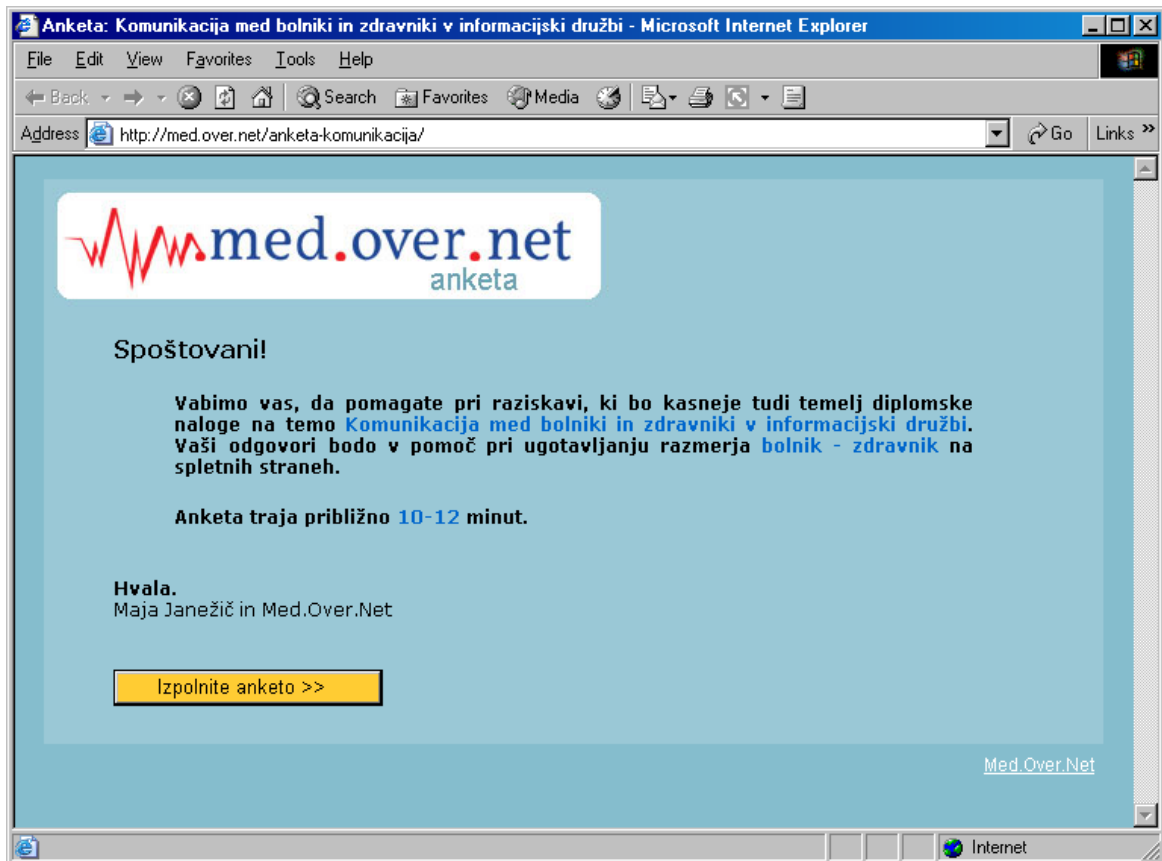 Anketa: Komunikacija med bolniki in zdravniki v informacijski družbi - Microsoft Internet Explorer
File Edit View Favorites Tools Help
Back Search Favorites Media
Address http://med.over.net/anketa-komunikacija/ Go Links »
med.over.net
anketa
Spoštovani!
Vabimo vas, da pomagate pri raziskavi, ki bo kasneje tudi temelj diplomske
naloge na temo Komunikacija med bolniki in zdravniki v informacijski družbi.
Vaši odgovori bodo v pomoč pri ugotavljanju razmerja bolnik - zdravnik na
spletnih straneh.
Anketa traja približno 10-12 minut.
Hvala.
Maja Janežič in Med.Over.Net
Izpolnite anketo >>
Med.Over.Net
Internet